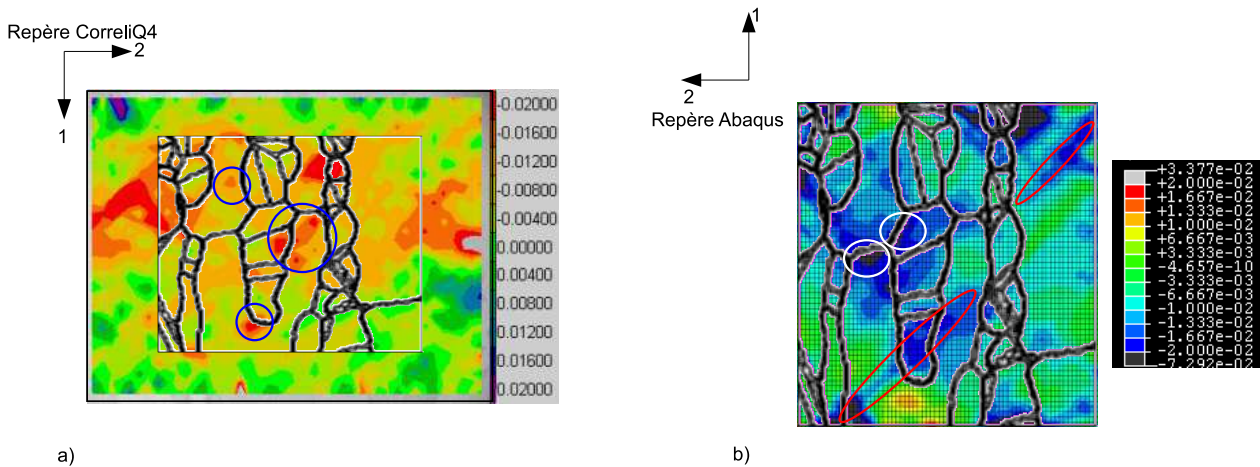 Repère CorreliQ4
2
1
-0.02000
-0.01600
-0.01200
-0.00800
-0.00400
0.00000
0.00400
0.00800
0.01200
0.01600
0.02000
a)
1
2
Repère Abaqus
+3.377e-02
+2.000e-02
+1.667e-02
+1.333e-02
+1.000e-02
+6.667e-03
+3.333e-03
-4.657e-10
-3.333e-03
-6.667e-03
-1.000e-02
-1.333e-02
-1.667e-02
-2.000e-02
-7.292e-02
b)